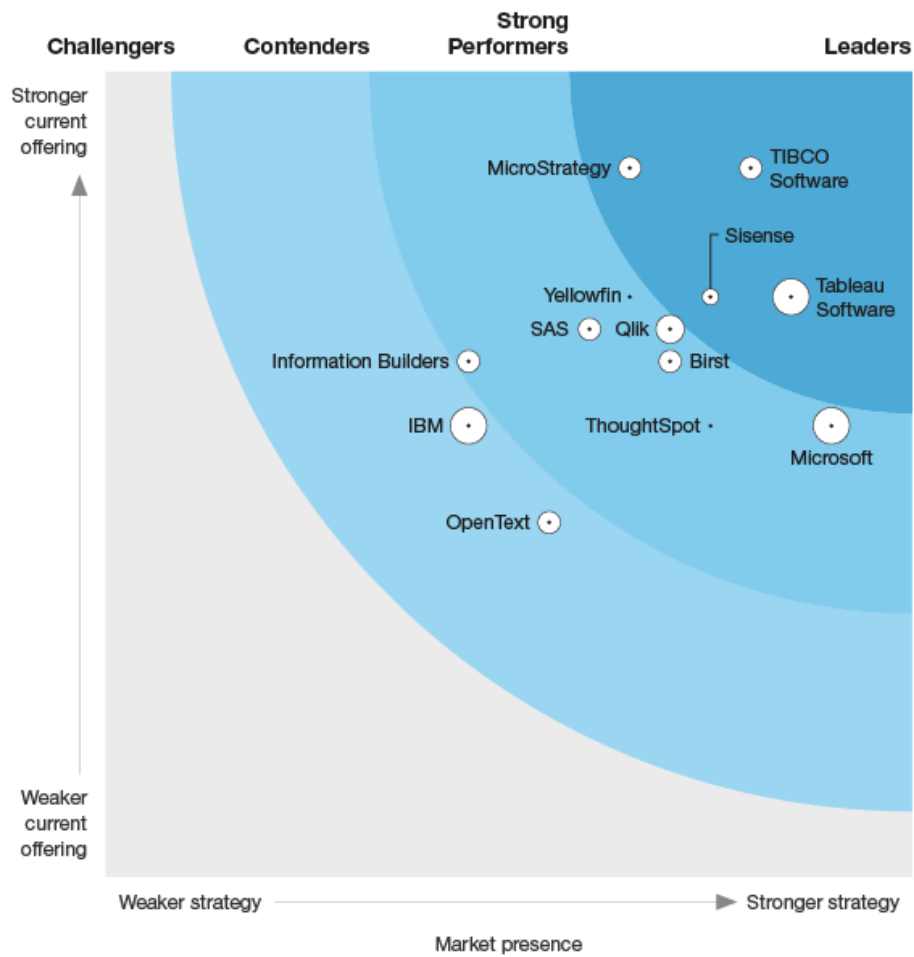 Challengers
Contenders
Strong
Performers
Leaders
Stronger
current
offering
MicroStrategy
TIBCO
Software
Sisense
Yellowfin
Tableau
Software
SAS
Qlik
Information Builders
Birst
IBM
ThoughtSpot
Microsoft
OpenText
Weaker
current
offering
Weaker strategy
Stronger strategy
Market presence